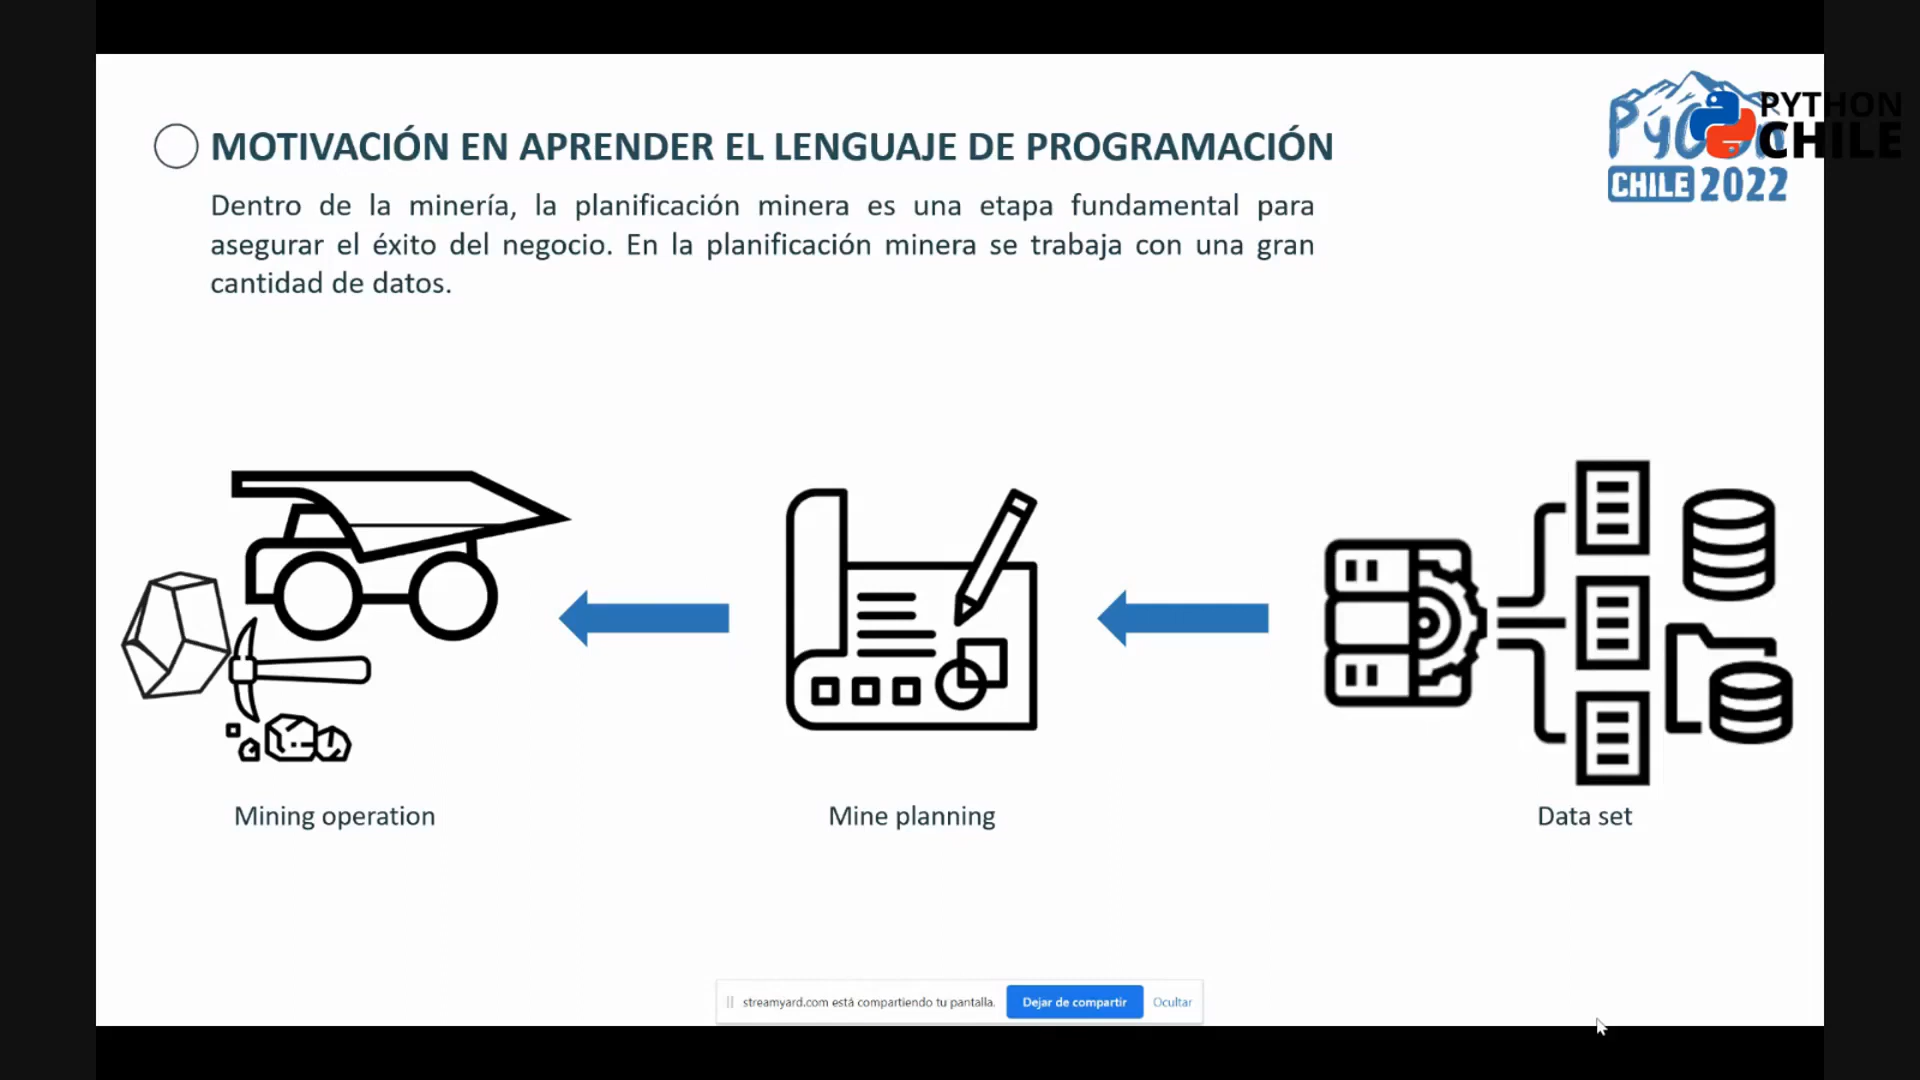 MOTIVACIÓN EN APRENDER EL LENGUAJE DE PROGRAMACIÓN
Dentro de la minería, la planificación minera es una etapa fundamental para
asegurar el éxito del negocio. En la planificación minera se trabaja con una gran
cantidad de datos.
PyCon
CHILE 2022
PYTHON
CHILE
Mining operation
Mine planning
Data set
streamyard.com está compartiendo tu pantalla.
Dejar de compartir
Ocultar